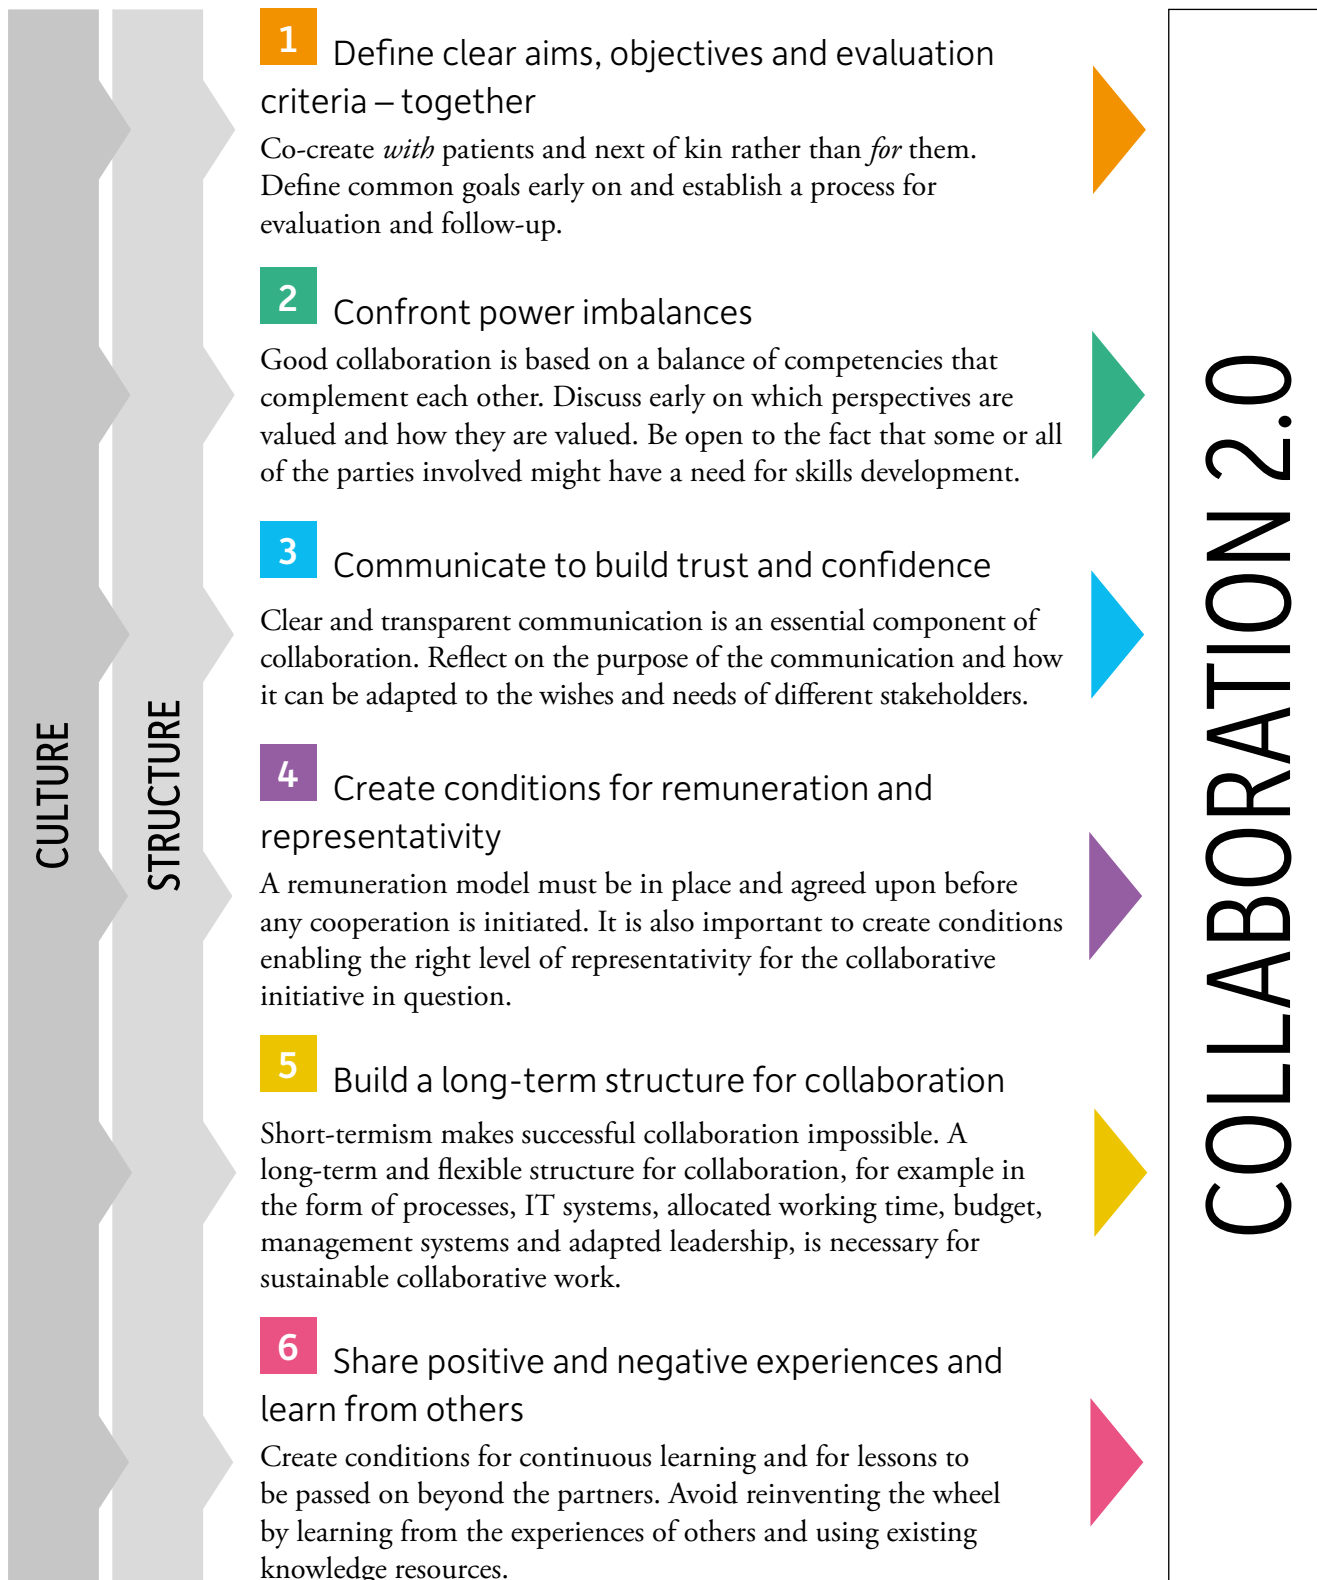 CULTURE
STRUCTURE
1 Define clear aims, objectives and evaluation
criteria – together
Co-create with patients and next of kin rather than for them.
Define common goals early on and establish a process for
evaluation and follow-up.
2 Confront power imbalances
Good collaboration is based on a balance of competencies that
complement each other. Discuss early on which perspectives are
valued and how they are valued. Be open to the fact that some or all
of the parties involved might have a need for skills development.
3 Communicate to build trust and confidence
Clear and transparent communication is an essential component of
collaboration. Reflect on the purpose of the communication and how
it can be adapted to the wishes and needs of different stakeholders.
4 Create conditions for remuneration and
representativity
A remuneration model must be in place and agreed upon before
any cooperation is initiated. It is also important to create conditions
enabling the right level of representativity for the collaborative
initiative in question.
5 Build a long-term structure for collaboration
Short-termism makes successful collaboration impossible. A
long-term and flexible structure for collaboration, for example in
the form of processes, IT systems, allocated working time, budget,
management systems and adapted leadership, is necessary for
sustainable collaborative work.
6 Share positive and negative experiences and
learn from others
Create conditions for continuous learning and for lessons to
be passed on beyond the partners. Avoid reinventing the wheel
by learning from the experiences of others and using existing
knowledge resources.
COLLABORATION 2.0